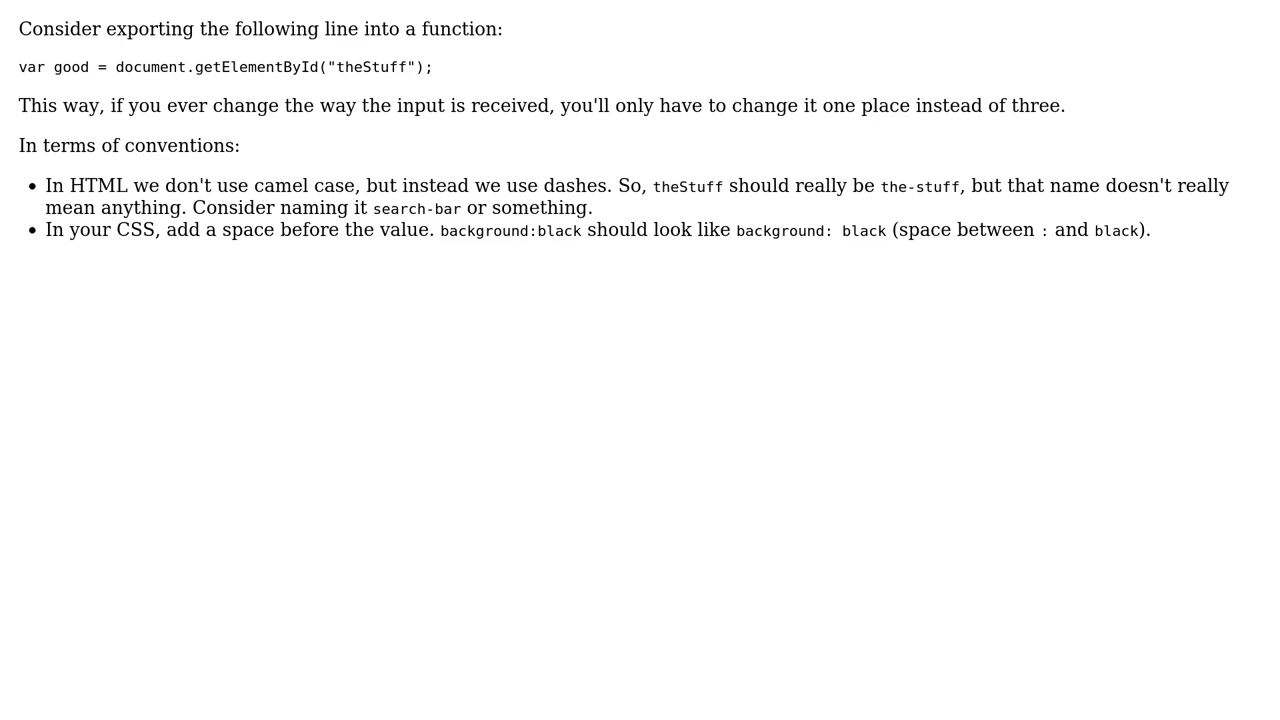 Consider exporting the following line into a function:
var good = document.getElementById("theStuff");
This way, if you ever change the way the input is received, you'll only have to change it one place instead of three.
In terms of conventions:
• In HTML we don't use camel case, but instead we use dashes. So, theStuff should really be the-stuff, but that name doesn't really
mean anything. Consider naming it search-bar or something.
• In your CSS, add a space before the value. background:black should look like background: black (space between : and black).